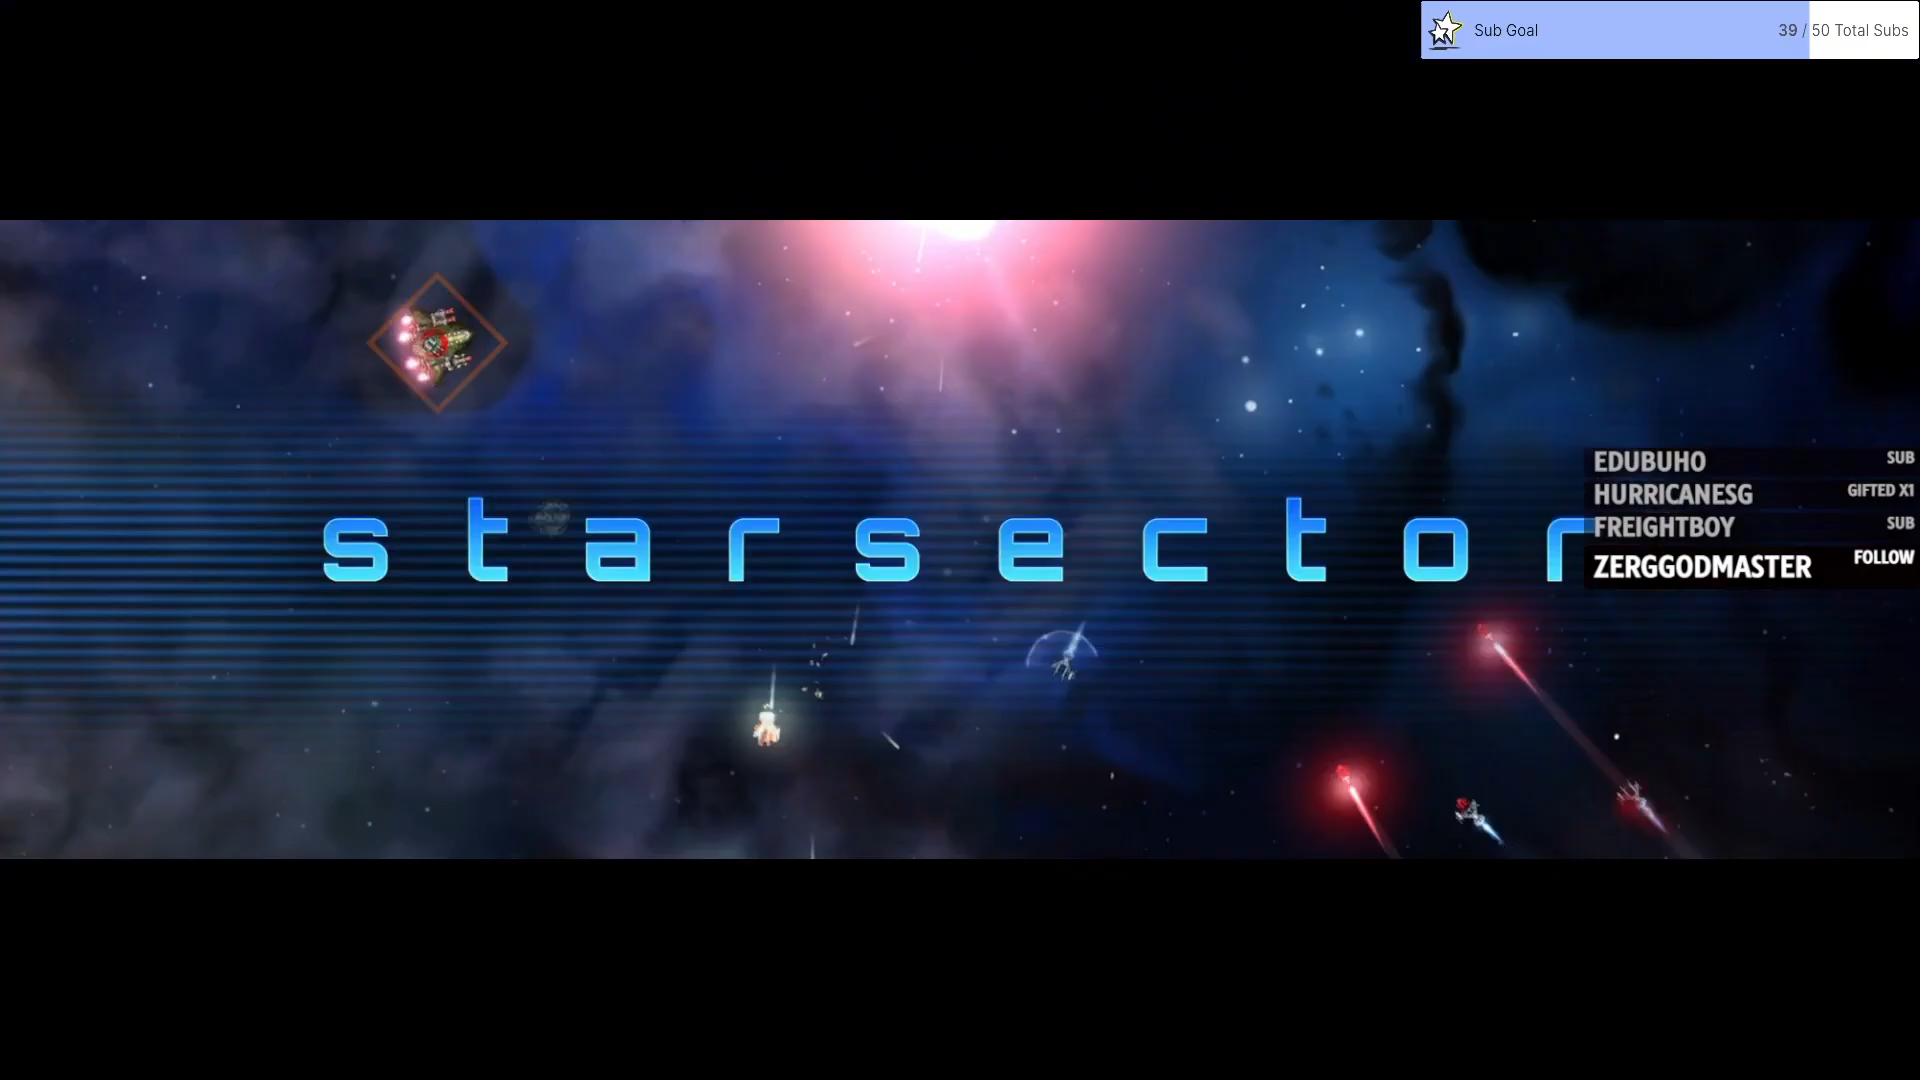 Sub Goal 39 / 50 Total Subs
starsector
EDUBUHO SUB
HURRICANESG GIFTED X1
FREIGHTBOY SUB
ZERGGODMASTER FOLLOW